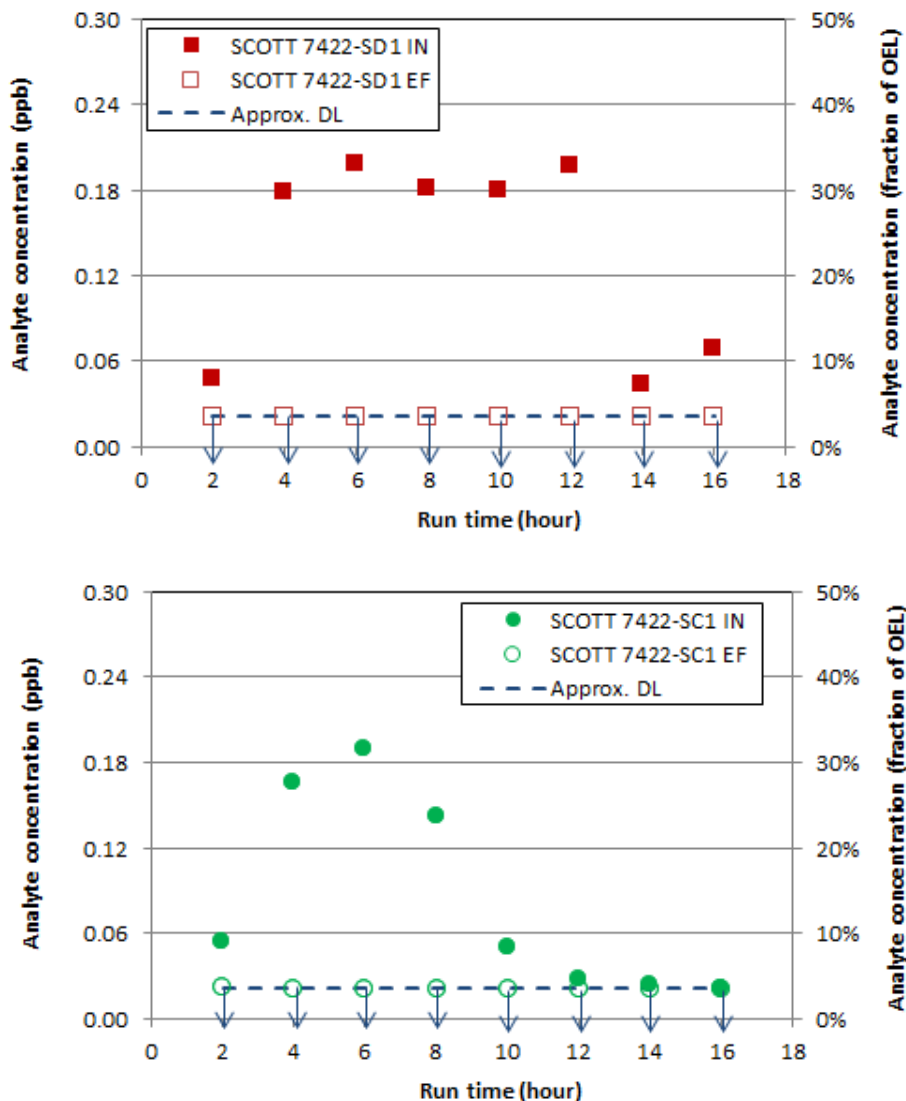 Analyte concentration (ppb)
0.30
0.24
0.18
0.12
0.06
0.00
SCOTT 7422-SD1 IN
SCOTT 7422-SD1 EF
Approx. DL
50%
40%
30%
20%
10%
0%
Analyte concentration (fraction of OEL)
0 2 4 6 8 10 12 14 16 18
Run time (hour)
Analyte concentration (ppb)
0.30
0.24
0.18
0.12
0.06
0.00
SCOTT 7422-SC1 IN
SCOTT 7422-SC1 EF
Approx. DL
50%
40%
30%
20%
10%
0%
Analyte concentration (fraction of OEL)
0 2 4 6 8 10 12 14 16 18
Run time (hour)